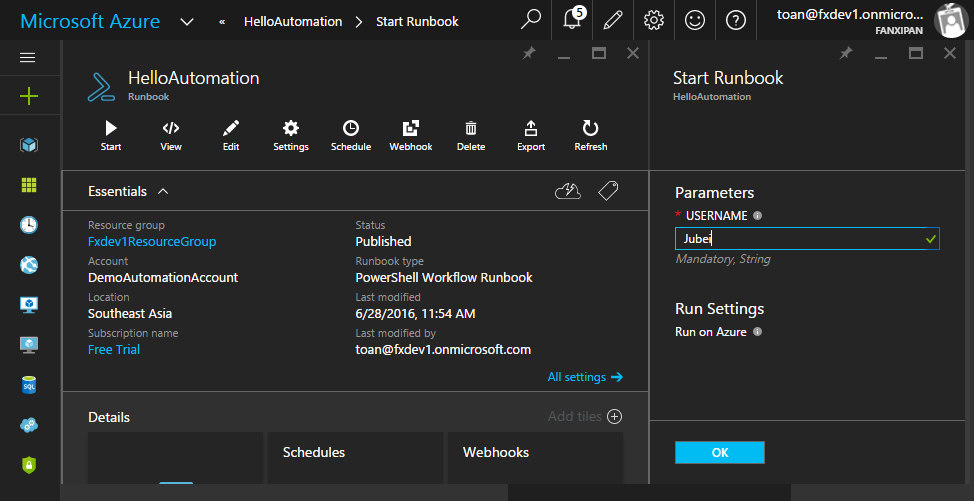 Microsoft Azure « HelloAutomation Start Runbook 5 toan@fxdev1.onmicro...
FANXIPAN
HelloAutomation
Runbook
Start View Edit Settings Schedule Webhook Delete Export Refresh
Essentials
Resource group
Fxdev1ResourceGroup
Account
DemoAutomationAccount
Location
Southeast Asia
Subscription name
Free Trial
Status
Published
Runbook type
PowerShell Workflow Runbook
Last modified
6/28/2016, 11:54 AM
Last modified by
toan@fxdev1.onmicrosoft.com
All settings
Details
Add tiles
Schedules
Webhooks
Start Runbook
HelloAutomation
Parameters
* USERNAME
Jubei
Mandatory, String
Run Settings
Run on Azure
OK
SQL